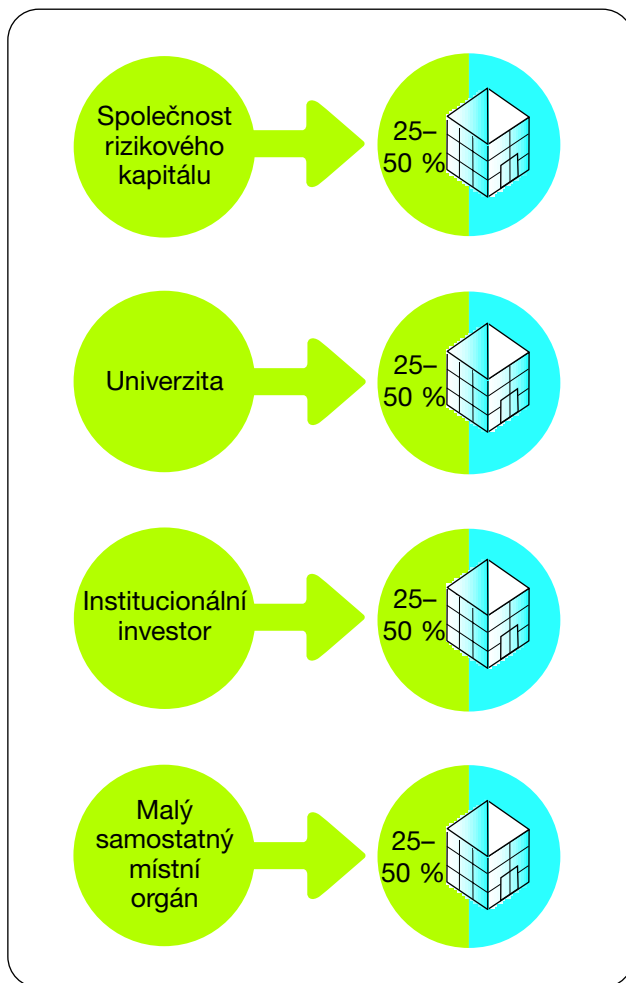 Společnost
rizikového
kapitálu
25–
50 %
Univerzita
25–
50 %
Institucionální
investor
25–
50 %
Malý
samostatný
místní
orgán
25–
50 %